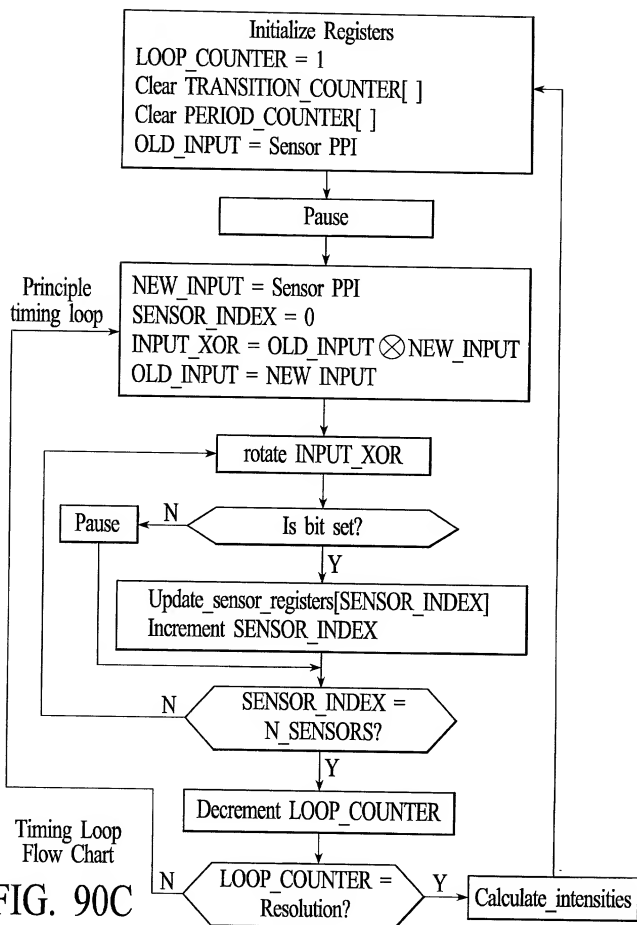 Initialize Registers
LOOP_COUNTER = 1
Clear TRANSITION_COUNTER[ ]
Clear PERIOD_COUNTER[ ]
OLD_INPUT = Sensor PPI
Pause
Principle
timing loop
NEW_INPUT = Sensor PPI
SENSOR_INDEX = 0
INPUT_XOR = OLD_INPUT ⊗ NEW_INPUT
OLD_INPUT = NEW INPUT
rotate INPUT_XOR
Pause
N
Is bit set?
Y
Update_sensor_registers[SENSOR_INDEX]
Increment SENSOR_INDEX
N
SENSOR_INDEX =
N_SENSORS?
Y
Decrement LOOP_COUNTER
Timing Loop
Flow Chart
FIG. 90C
N
LOOP_COUNTER =
Resolution?
Y
Calculate_intensities